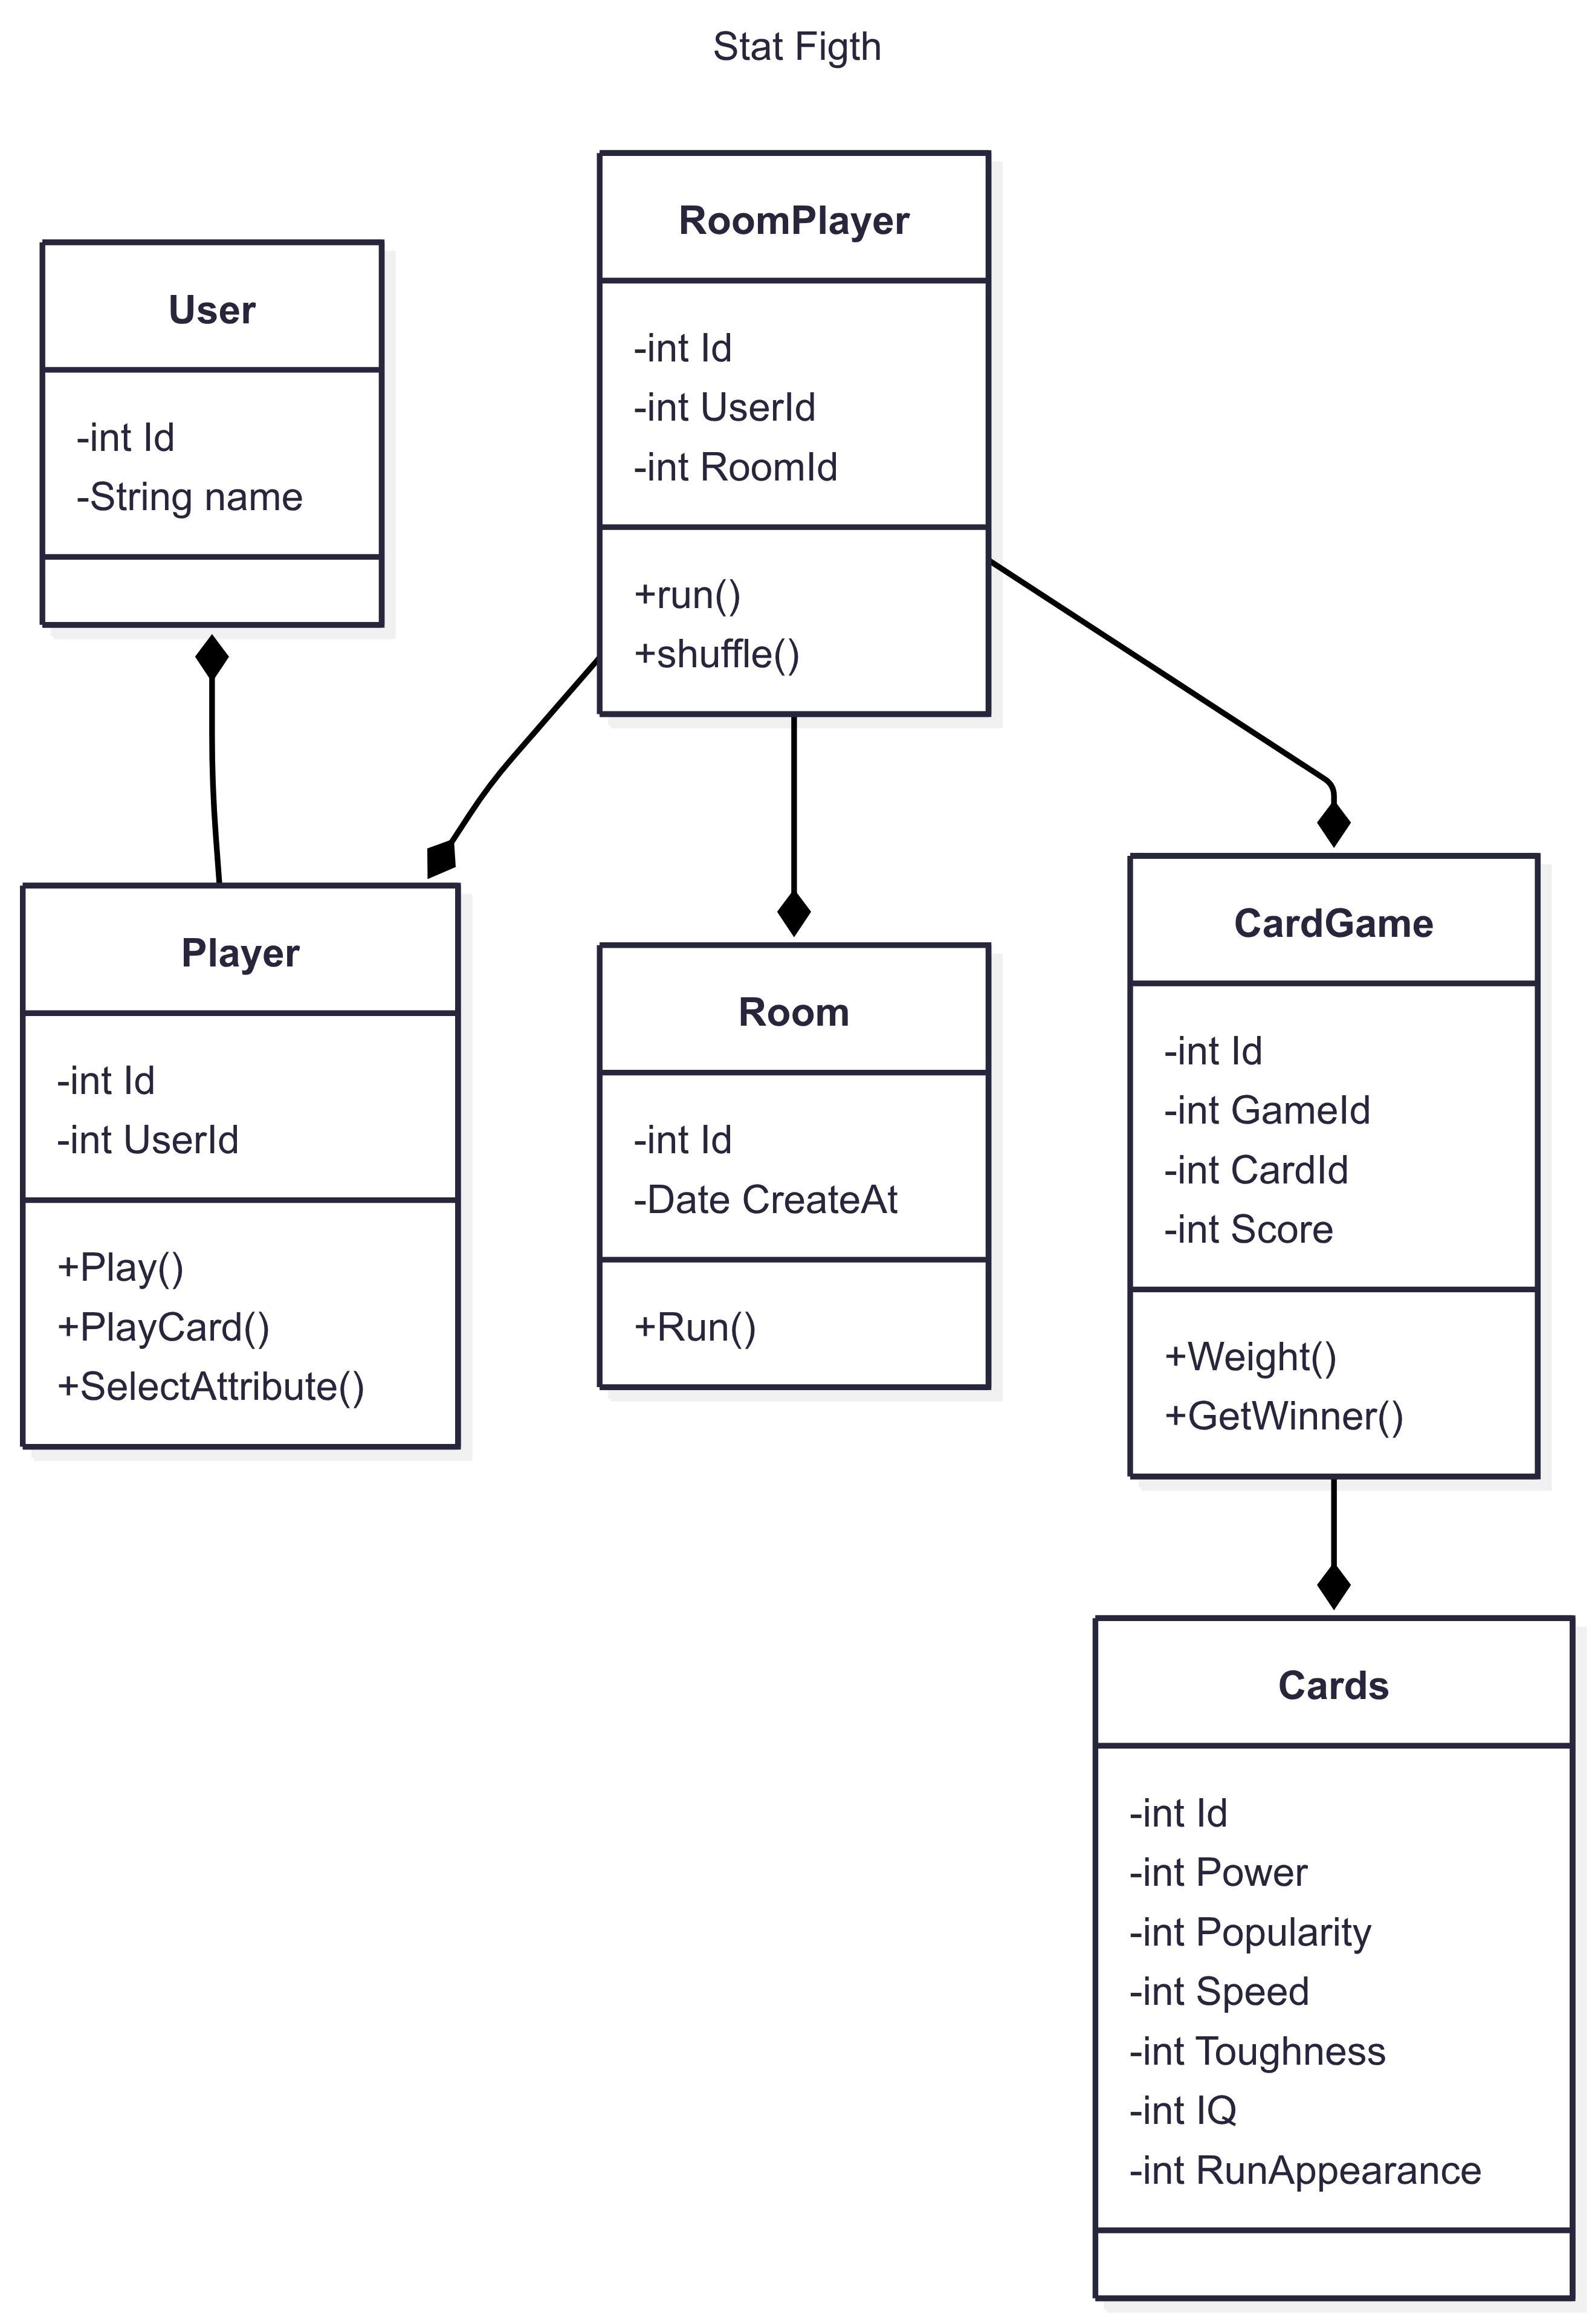 Stat Figth
RoomPlayer
-int Id
-int UserId
-int RoomId
+run()
+shuffle()
User
-int Id
-String name
Player
-int Id
-int UserId
+Play()
+PlayCard()
+SelectAttribute()
Room
-int Id
-Date CreateAt
+Run()
CardGame
-int Id
-int GameId
-int CardId
-int Score
+Weight()
+GetWinner()
Cards
-int Id
-int Power
-int Popularity
-int Speed
-int Toughness
-int IQ
-int RunAppearance